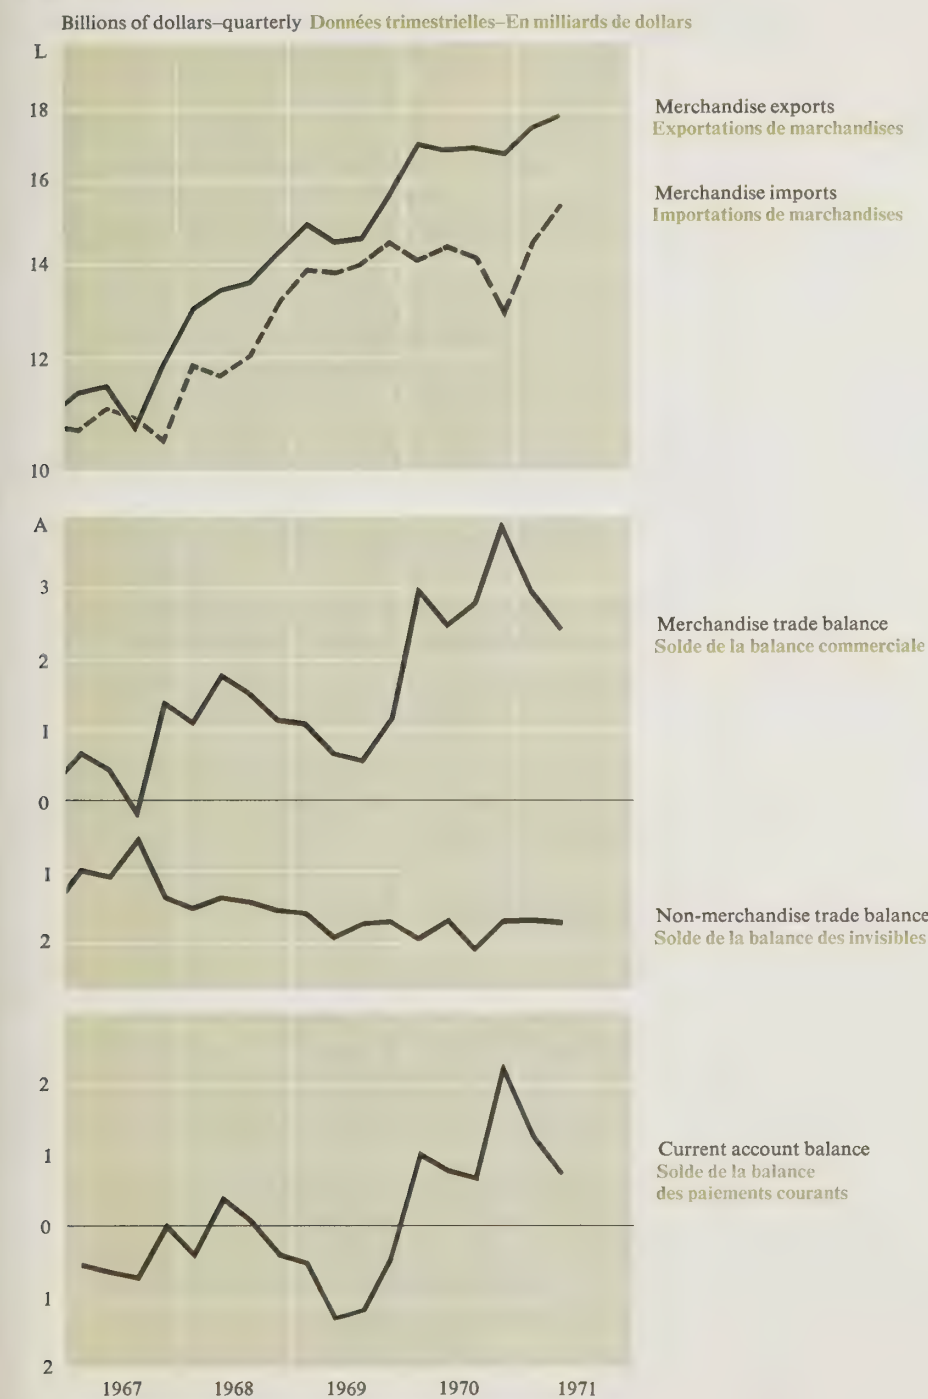 Billions of dollars–quarterly Données trimestrielles–En milliards de dollars
L
18
16
14
12
10
Merchandise exports
Exportations de marchandises
Merchandise imports
Importations de marchandises
A
3
2
1
0
1
2
Merchandise trade balance
Solde de la balance commerciale
Non-merchandise trade balance
Solde de la balance des invisibles
2
1
0
1
2
Current account balance
Solde de la balance
des paiements courants
1967 1968 1969 1970 1971